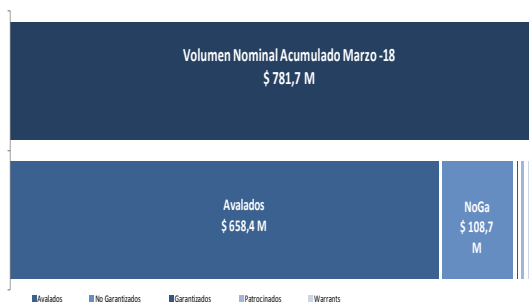 Volumen Nominal Acumulado Marzo -18
$ 781,7 M
Avalados
$ 658,4 M
NoGa
$ 108,7
M
Avalados No Garantizados Garantizados Patrocinados Warrants